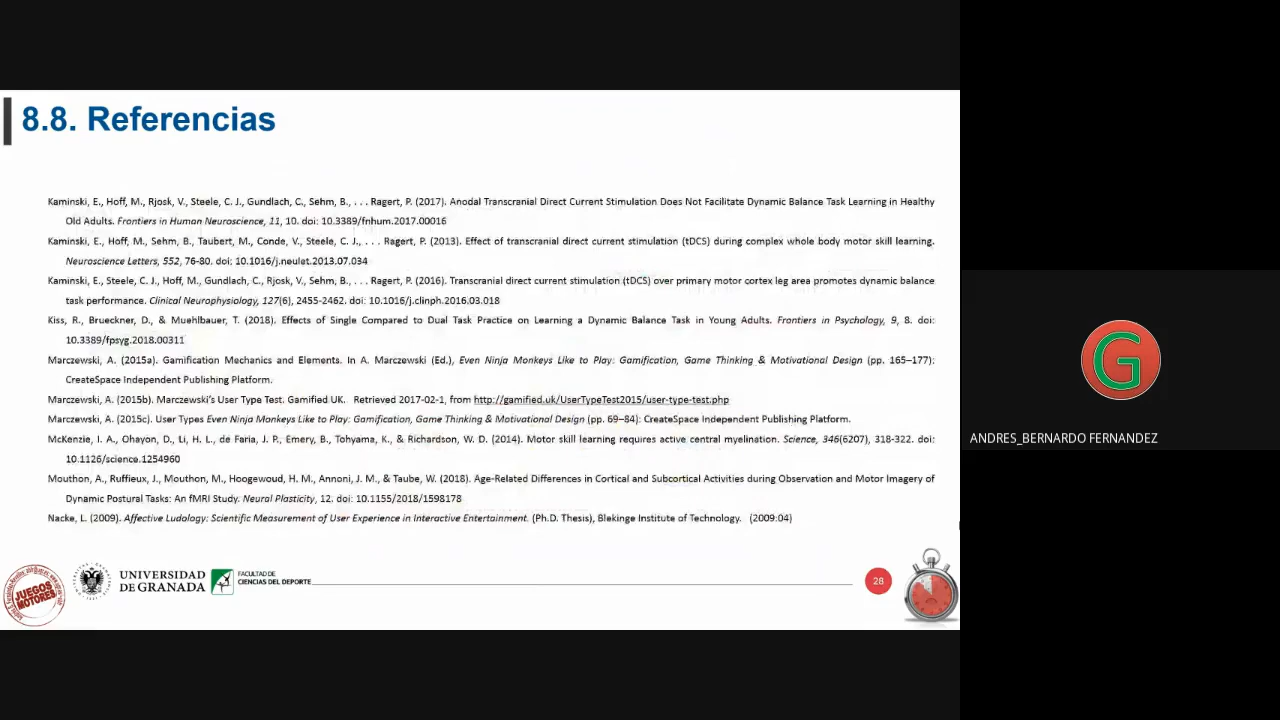 8.8. Referencias
Kaminski, E., Hoff, M., Rjosk, V., Steele, C. J., Gundlach, C., Sehm, B., . . . Ragert, P. (2017). Anodal Transcranial Direct Current Stimulation Does Not Facilitate Dynamic Balance Task Learning in Healthy
Old Adults. Frontiers in Human Neuroscience, 11, 10. doi: 10.3389/fnhum.2017.00016
Kaminski, E., Hoff, M., Sehm, B., Taubert, M., Conde, V., Steele, C. J., . . . Ragert, P. (2013). Effect of transcranial direct current stimulation (tDCS) during complex whole body motor skill learning.
Neuroscience Letters, 552, 76-80. doi: 10.1016/j.neulet.2013.07.034
Kaminski, E., Steele, C. J., Hoff, M., Gundlach, C., Rjosk, V., Sehm, B., . . . Ragert, P. (2016). Transcranial direct current stimulation (tDCS) over primary motor cortex leg area promotes dynamic balance
task performance. Clinical Neurophysiology, 127(6), 2455-2462. doi: 10.1016/j.clinph.2016.03.018
Kiss, R., Brueckner, D., & Muehlbauer, T. (2018). Effects of Single Compared to Dual Task Practice on Learning a Dynamic Balance Task in Young Adults. Frontiers in Psychology, 9, 8. doi:
10.3389/fpsyg.2018.00311
Marczewski, A. (2015a). Gamification Mechanics and Elements. In A. Marczewski (Ed.), Even Ninja Monkeys Like to Play: Gamification, Game Thinking & Motivational Design (pp. 165–177):
CreateSpace Independent Publishing Platform.
Marczewski, A. (2015b). Marczewski's User Type Test. Gamified UK. Retrieved 2017-02-1, from http://gamified.uk/UserTypeTest2015/user-type-test.php
Marczewski, A. (2015c). User Types Even Ninja Monkeys Like to Play: Gamification, Game Thinking & Motivational Design (pp. 69–84): CreateSpace Independent Publishing Platform.
McKenzie, I. A., Ohayon, D., Li, H. L., de Faria, J. P., Emery, B., Tohyama, K., & Richardson, W. D. (2014). Motor skill learning requires active central myelination. Science, 346(6207), 318-322. doi:
10.1126/science.1254960
Mouthon, A., Ruffieux, J., Mouthon, M., Hoogewoud, H. M., Annoni, J. M., & Taube, W. (2018). Age-Related Differences in Cortical and Subcortical Activities during Observation and Motor Imagery of
Dynamic Postural Tasks: An fMRI Study. Neural Plasticity, 12. doi: 10.1155/2018/1598178
Nacke, L. (2009). Affective Ludology: Scientific Measurement of User Experience in Interactive Entertainment. (Ph.D. Thesis), Blekinge Institute of Technology. (2009:04)
JUEGOS
MOTORES
UNIVERSIDAD
DE GRANADA
FACULTAD DE
CIENCIAS DEL DEPORTE
28
G
ANDRES_BERNARDO FERNANDEZ